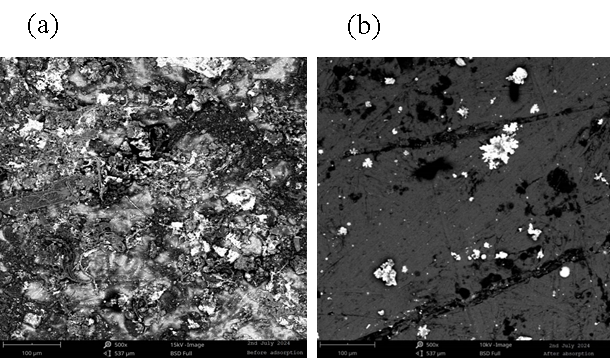 (a) (b)
100 µm 500x 537 µm 15kV -Image BSD Full 2nd July 2024 Before adsorption
100 µm 500x 537 µm 10kV -Image BSD Full 2nd July 2024 After adsorption